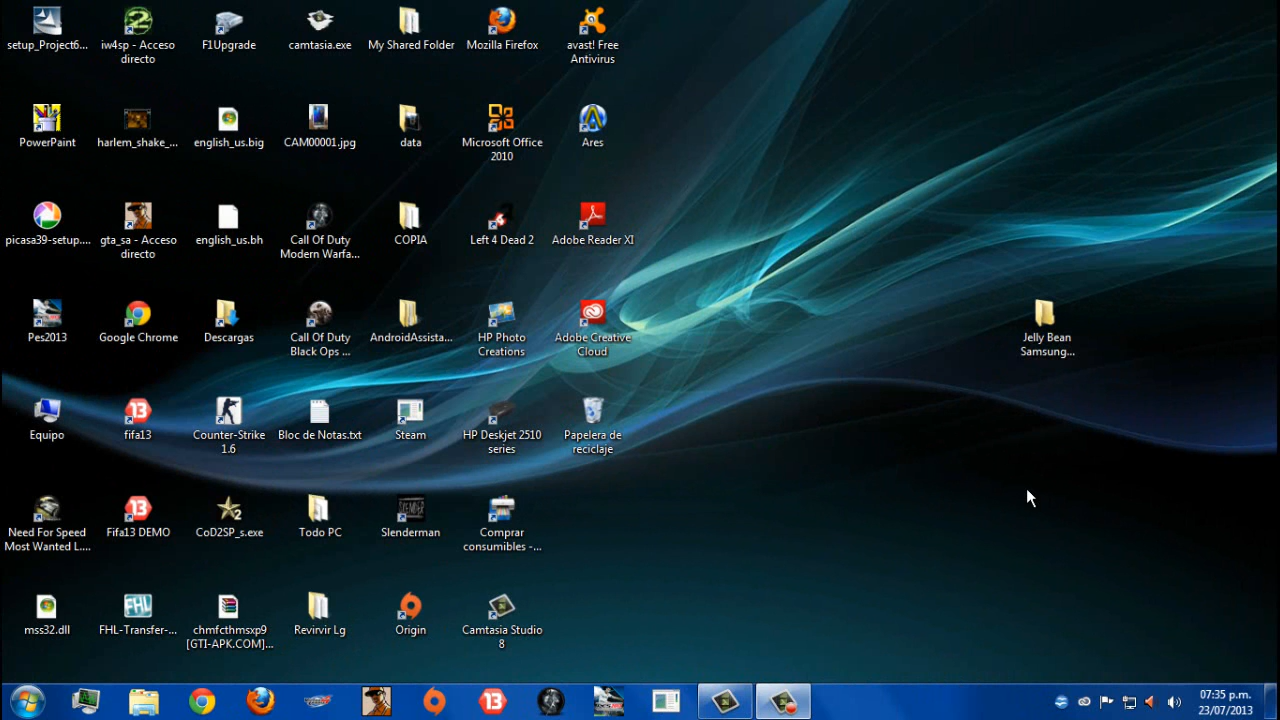 setup_Project6...
iw4sp - Acceso
directo
F1Upgrade
camtasia.exe
My Shared Folder
Mozilla Firefox
avast! Free
Antivirus
PowerPaint
harlem_shake_...
english_us.big
CAM00001.jpg
data
Microsoft Office
2010
Ares
picasa39-setup....
gta_sa - Acceso
directo
english_us.bh
Call Of Duty
Modern Warfa...
COPIA
Left 4 Dead 2
Adobe Reader XI
Pes2013
Google Chrome
Descargas
Call Of Duty
Black Ops ...
AndroidAssista...
HP Photo
Creations
Adobe Creative
Cloud
Jelly Bean
Samsung...
Equipo
fifa13
Counter-Strike
1.6
Bloc de Notas.txt
Steam
HP Deskjet 2510
series
Papelera de
reciclaje
Need For Speed
Most Wanted L....
Fifa13 DEMO
CoD2SP_s.exe
Todo PC
Slenderman
Comprar
consumibles -...
mss32.dll
FHL-Transfer-...
chmfcthmsxp9
[GTI-APK.COM]...
Revirvir Lg
Origin
Camtasia Studio
8
07:35 p.m.
23/07/2013